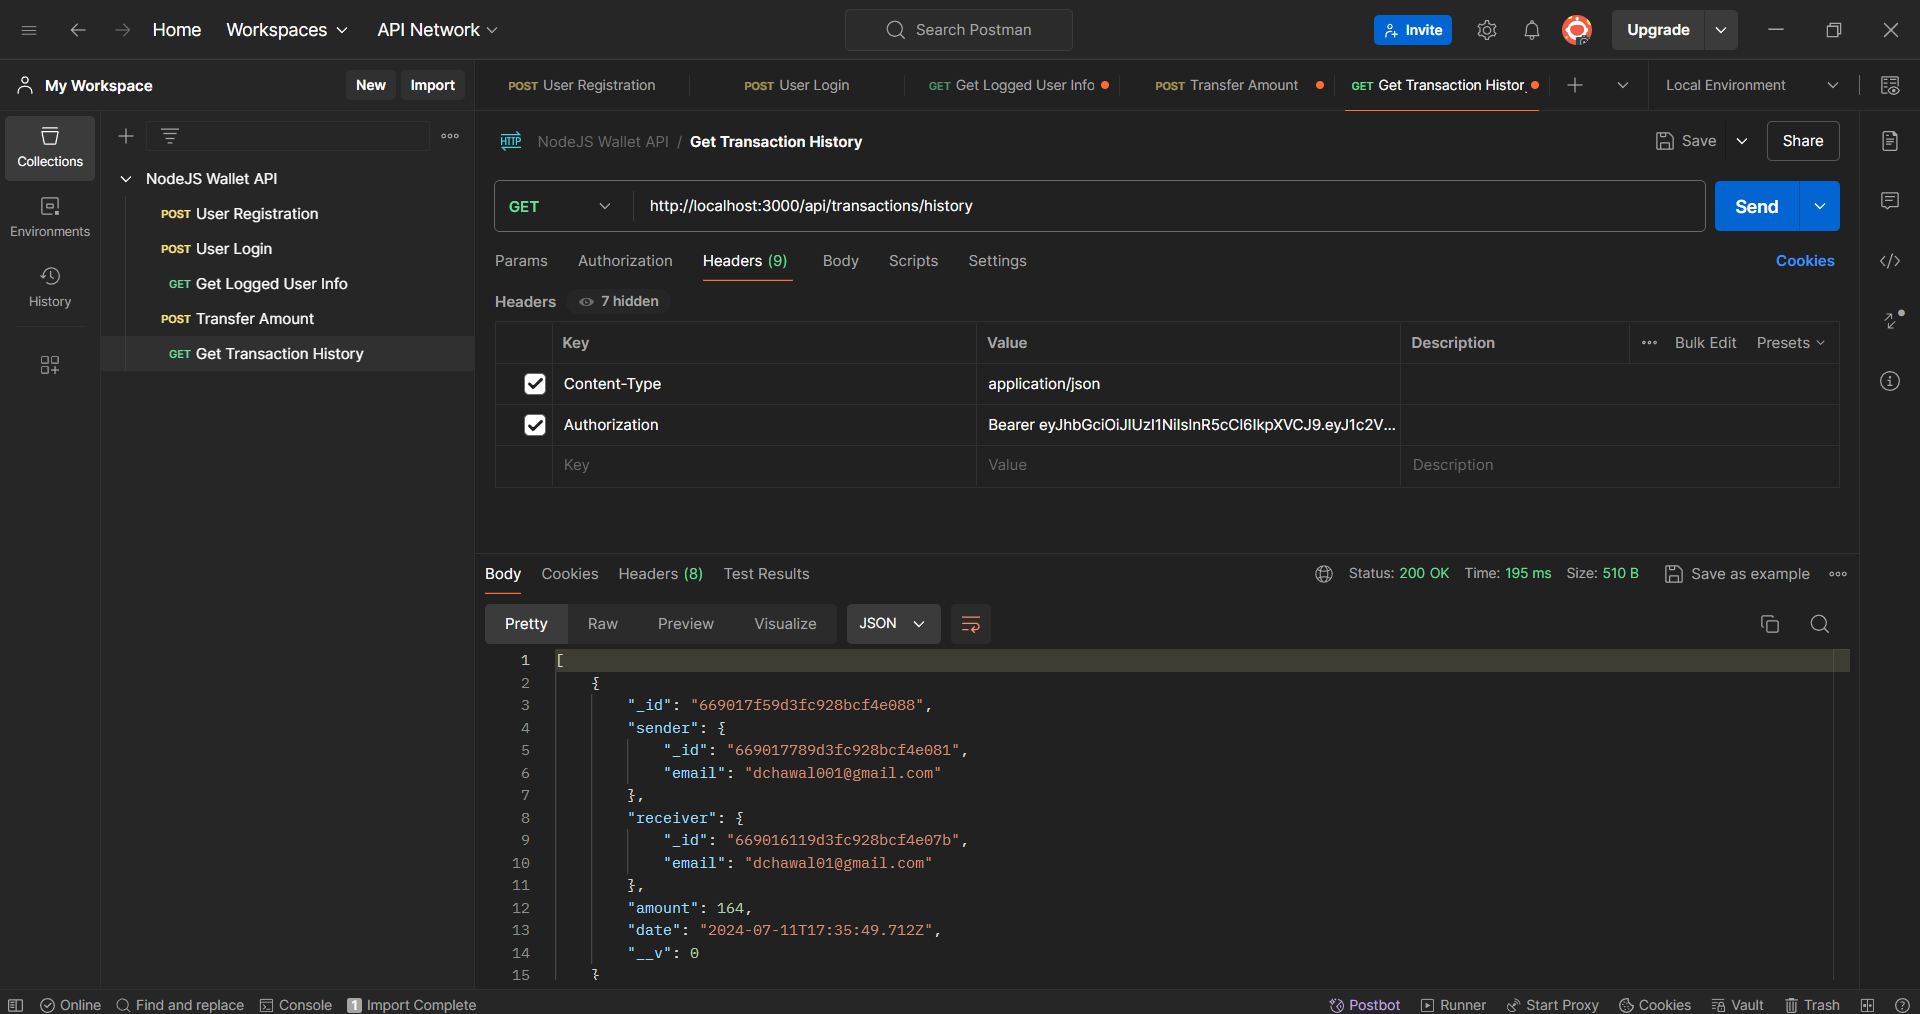 Home Workspaces API Network Search Postman Invite Upgrade
My Workspace New Import POST User Registration POST User Login GET Get Logged User Info POST Transfer Amount GET Get Transaction Histor Local Environment
Collections
Environments
History
NodeJS Wallet API
POST User Registration
POST User Login
GET Get Logged User Info
POST Transfer Amount
GET Get Transaction History
HTTP NodeJS Wallet API / Get Transaction History Save Share
GET http://localhost:3000/api/transactions/history Send
Params Authorization Headers (9) Body Scripts Settings Cookies
Headers 7 hidden
Key Value Description Bulk Edit Presets
Content-Type application/json
Authorization Bearer eyJhbGciOiJIUzI1NiIsInR5cCI6IkpXVCJ9.eyJ1c2V...
Key Value Description
Body Cookies Headers (8) Test Results Status: 200 OK Time: 195 ms Size: 510 B Save as example
Pretty Raw Preview Visualize JSON
1 [
2 {
3 "_id": "669017f59d3fc928bcf4e088",
4 "sender": {
5 "_id": "669017789d3fc928bcf4e081",
6 "email": "dchawal001@gmail.com"
7 },
8 "receiver": {
9 "_id": "669016119d3fc928bcf4e07b",
10 "email": "dchawal01@gmail.com"
11 },
12 "amount": 164,
13 "date": "2024-07-11T17:35:49.712Z",
14 "__v": 0
15 }
Online Find and replace Console 1 Import Complete Postbot Runner Start Proxy Cookies Vault Trash